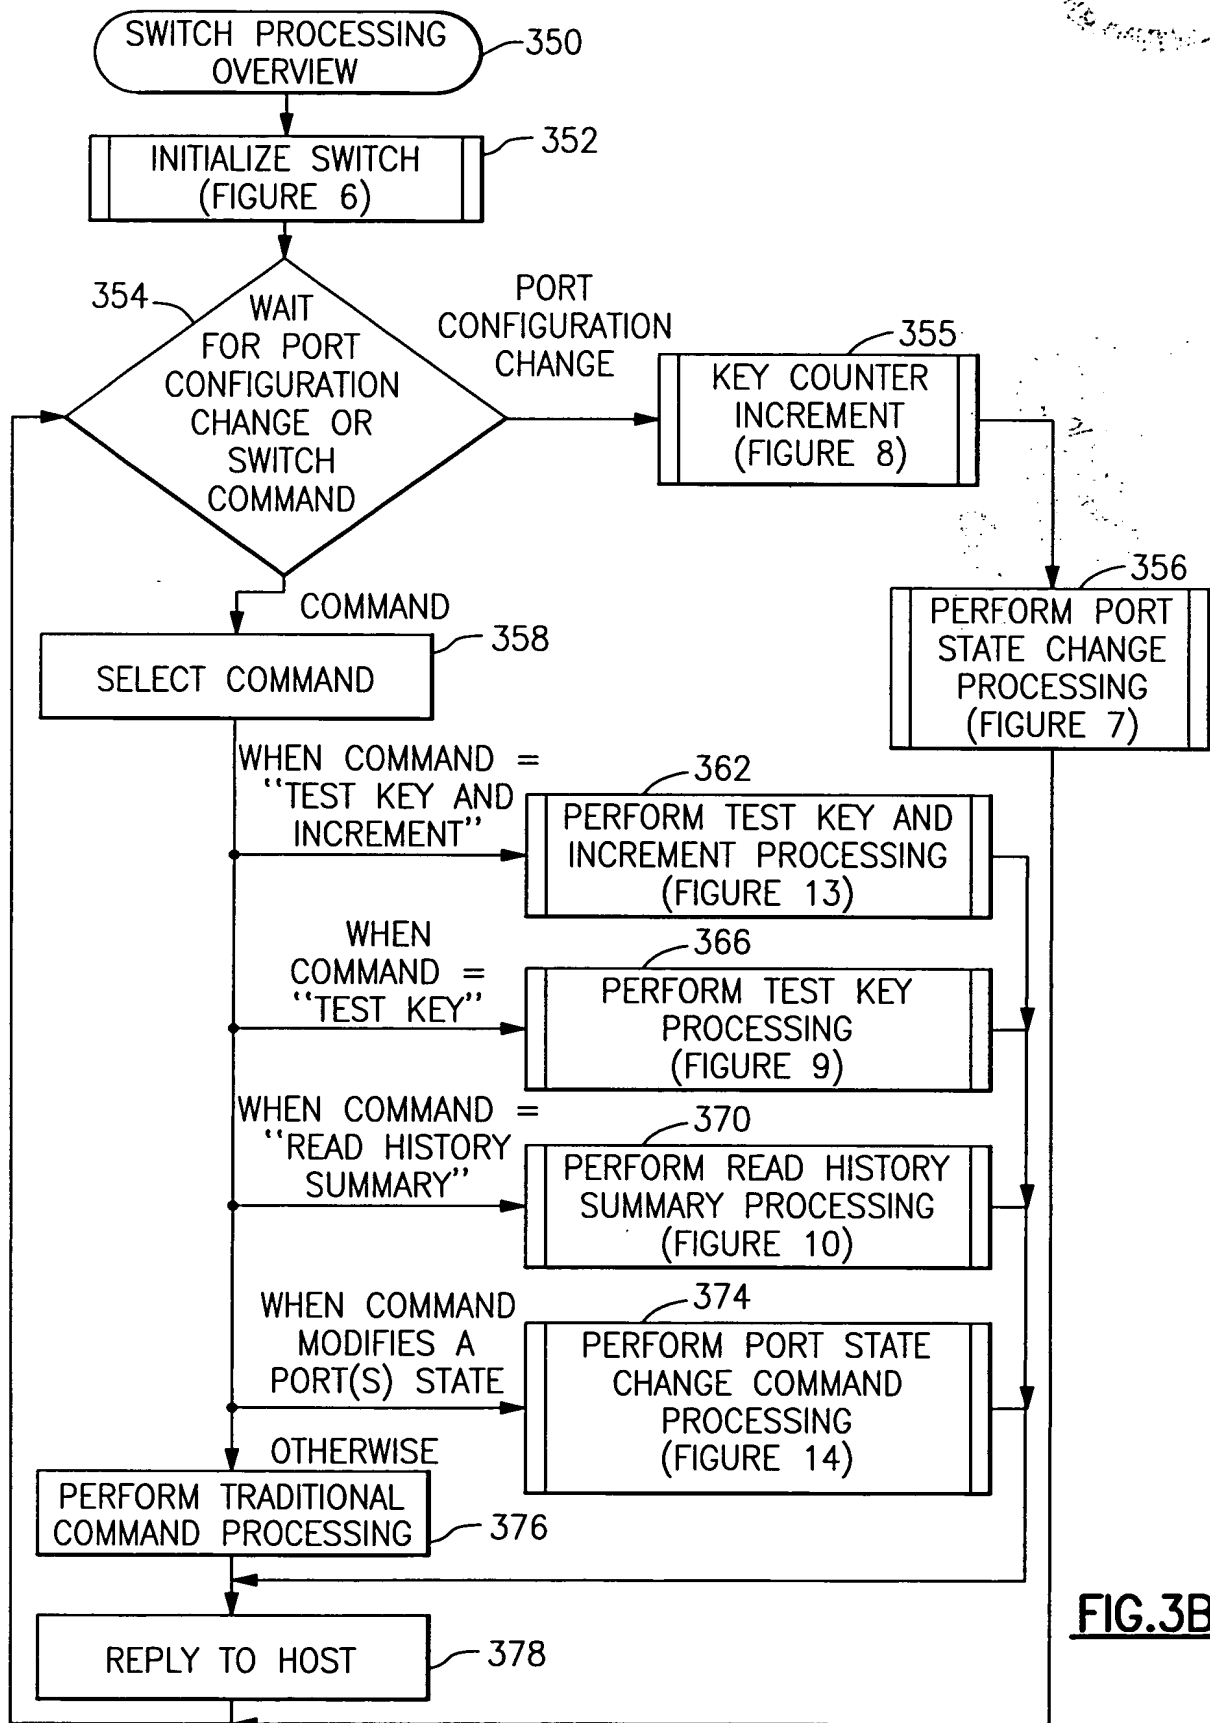 SWITCH PROCESSING
OVERVIEW
350
INITIALIZE SWITCH
(FIGURE 6)
352
354
WAIT
FOR PORT
CONFIGURATION
CHANGE OR
SWITCH
COMMAND
PORT
CONFIGURATION
CHANGE
355
KEY COUNTER
INCREMENT
(FIGURE 8)
356
PERFORM PORT
STATE CHANGE
PROCESSING
(FIGURE 7)
COMMAND
358
SELECT COMMAND
WHEN COMMAND =
‘‘TEST KEY AND
INCREMENT’’
362
PERFORM TEST KEY AND
INCREMENT PROCESSING
(FIGURE 13)
WHEN
COMMAND =
‘‘TEST KEY’’
366
PERFORM TEST KEY
PROCESSING
(FIGURE 9)
WHEN COMMAND =
‘‘READ HISTORY
SUMMARY’’
370
PERFORM READ HISTORY
SUMMARY PROCESSING
(FIGURE 10)
WHEN COMMAND
MODIFIES A
PORT(S) STATE
374
PERFORM PORT STATE
CHANGE COMMAND
PROCESSING
(FIGURE 14)
OTHERWISE
PERFORM TRADITIONAL
COMMAND PROCESSING
376
REPLY TO HOST
378
FIG.3B